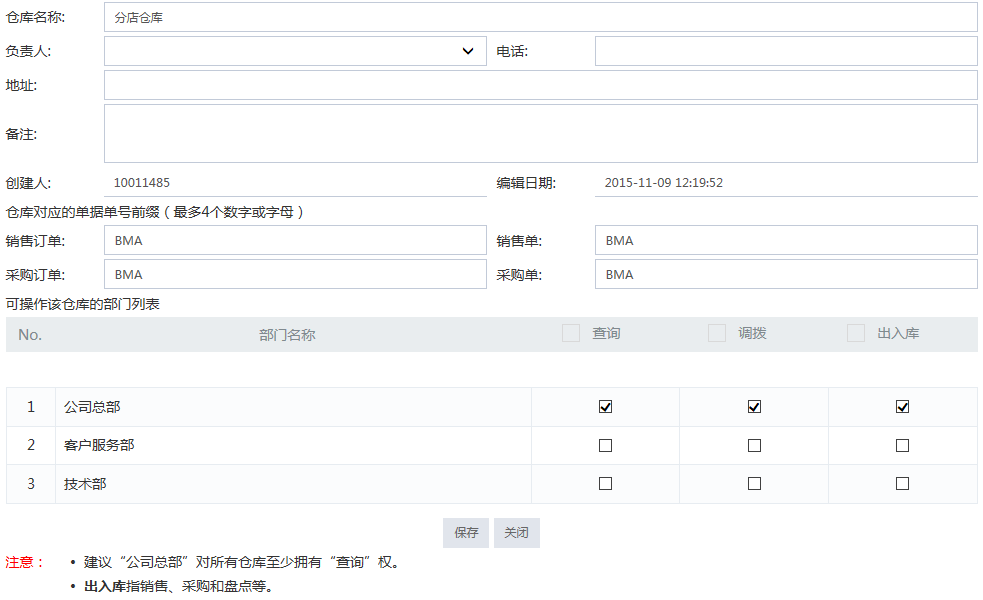 仓库名称: 分店仓库
负责人: 电话:
地址:
备注:
创建人: 10011485 编辑日期: 2015-11-09 12:19:52
仓库对应的单据单号前缀（最多4个数字或字母）
销售订单: BMA 销售单: BMA
采购订单: BMA 采购单: BMA
可操作该仓库的部门列表
No. 部门名称 查询 调拨 出入库
1 公司总部
2 客户服务部
3 技术部
保存 关闭
注意： • 建议“公司总部”对所有仓库至少拥有“查询”权。
• 出入库指销售、采购和盘点等。